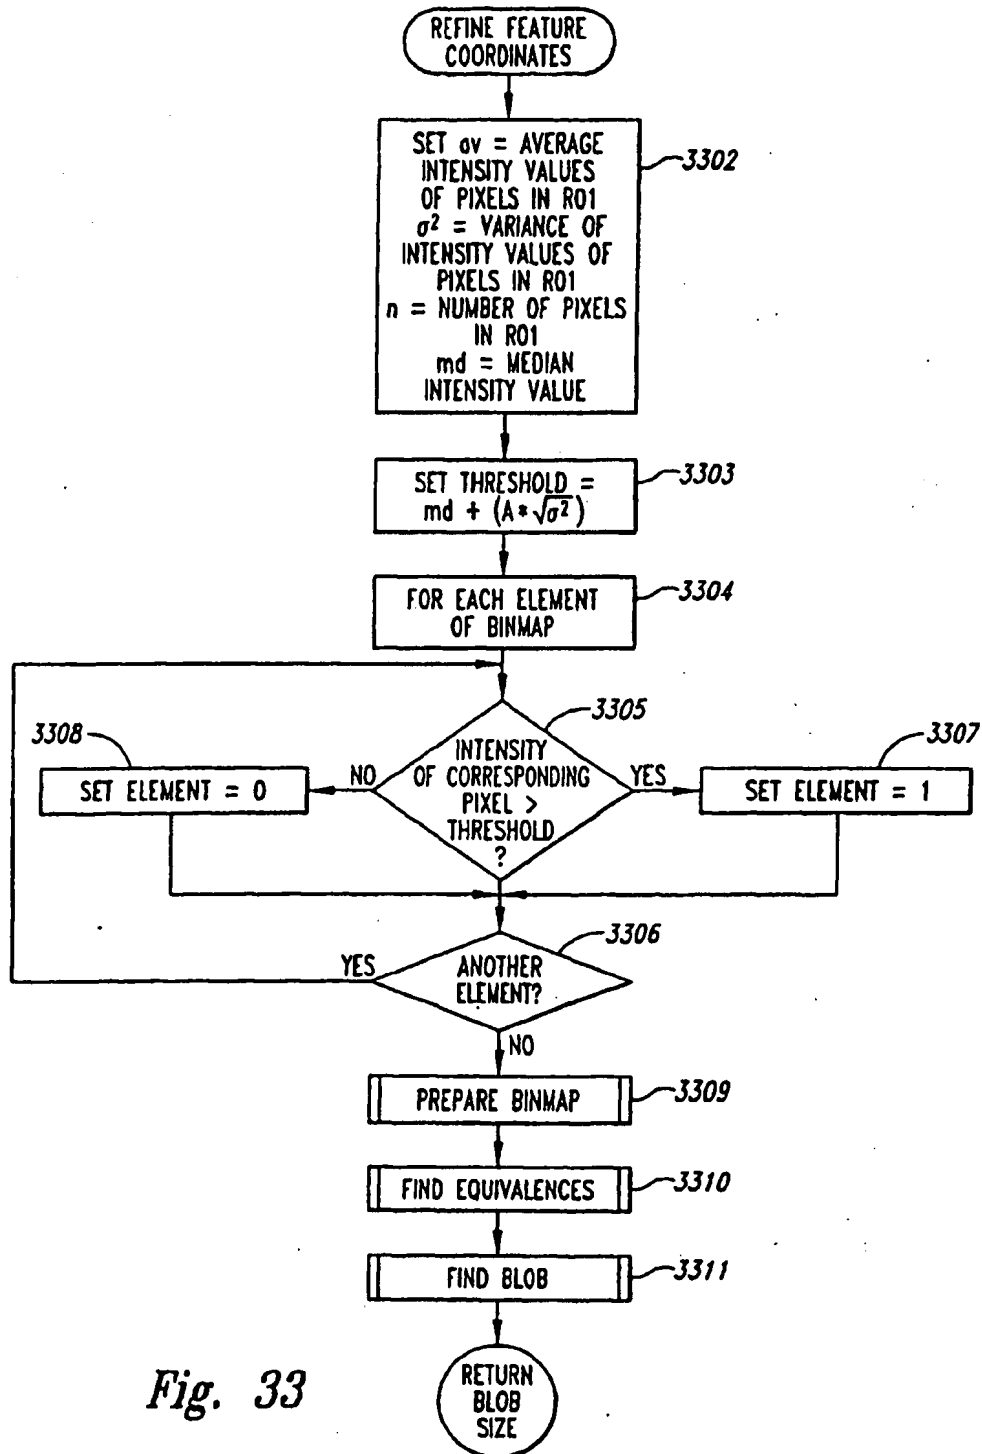 REFINE FEATURE
COORDINATES
SET av = AVERAGE
INTENSITY VALUES
OF PIXELS IN R01
σ² = VARIANCE OF
INTENSITY VALUES OF
PIXELS IN R01
n = NUMBER OF PIXELS
IN R01
md = MEDIAN
INTENSITY VALUE
3302
SET THRESHOLD =
md + (A*√σ²)
3303
FOR EACH ELEMENT
OF BINMAP
3304
3305
INTENSITY
OF CORRESPONDING
PIXEL >
THRESHOLD
?
NO
YES
3308
SET ELEMENT = 0
3307
SET ELEMENT = 1
3306
ANOTHER
ELEMENT?
YES
NO
PREPARE BINMAP
3309
FIND EQUIVALENCES
3310
FIND BLOB
3311
RETURN
BLOB
SIZE
Fig. 33